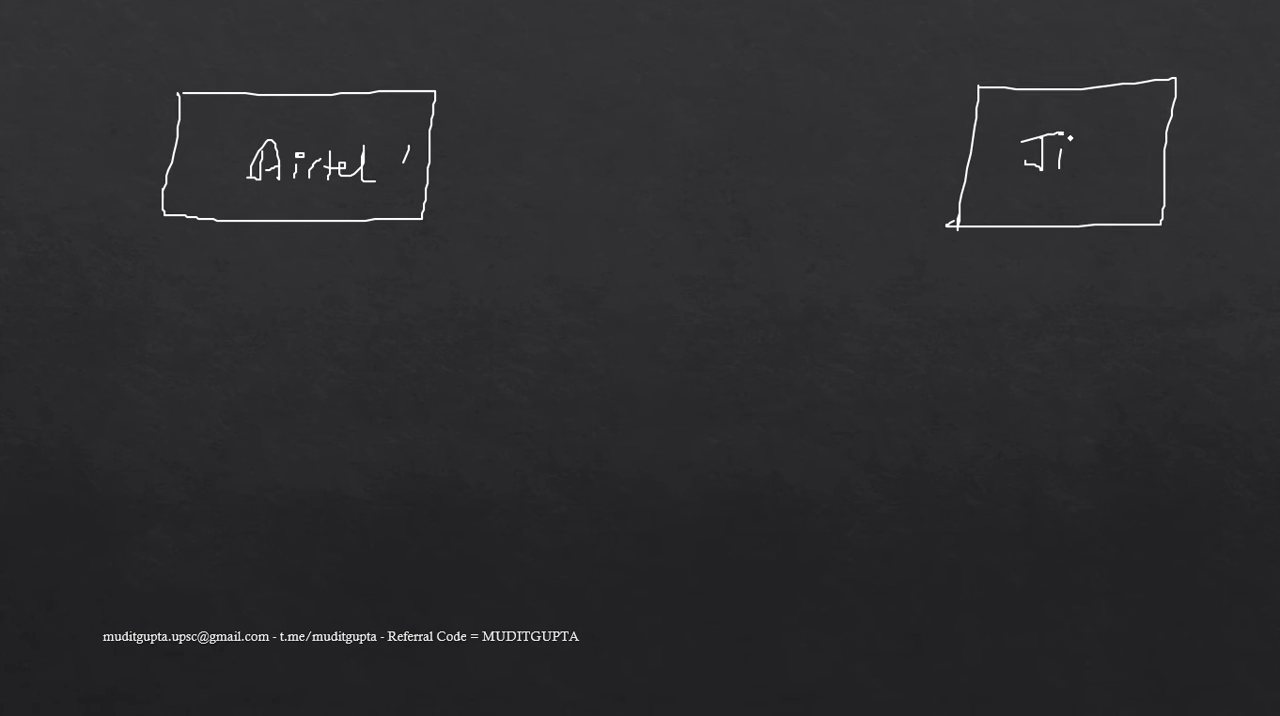 Airtel '
Ji
muditgupta.upsc@gmail.com - t.me/muditgupta - Referral Code = MUDITGUPTA